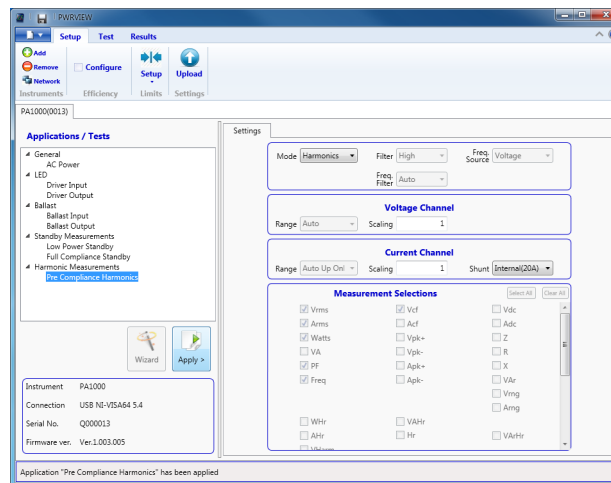 PWRVIEW
Setup Test Results
Add
Remove
Network
Instruments
Configure
Efficiency
Setup
Limits
Upload
Settings
PA1000(0013)
Applications / Tests
General
AC Power
LED
Driver Input
Driver Output
Ballast
Ballast Input
Ballast Output
Standby Measurements
Low Power Standby
Full Compliance Standby
Harmonic Measurements
Pre Compliance Harmonics
Wizard
Apply >
Instrument PA1000
Connection USB NI-VISA64 5.4
Serial No. Q000013
Firmware ver. Ver.1.003.005
Settings
Mode Harmonics Filter High Freq. Source Voltage
Freq. Filter Auto
Voltage Channel
Range Auto Scaling 1
Current Channel
Range Auto Up Onl Scaling 1 Shunt Internal(20A)
Measurement Selections Select All Clear All
Vrms Vcf Vdc
Arms Acf Adc
Watts Vpk+ Z
VA Vpk- R
PF Apk+ X
Freq Apk- VAr
Vrng
Arng
WHr VAHr
AHr Hr VArHr
VHarm
Application "Pre Compliance Harmonics" has been applied